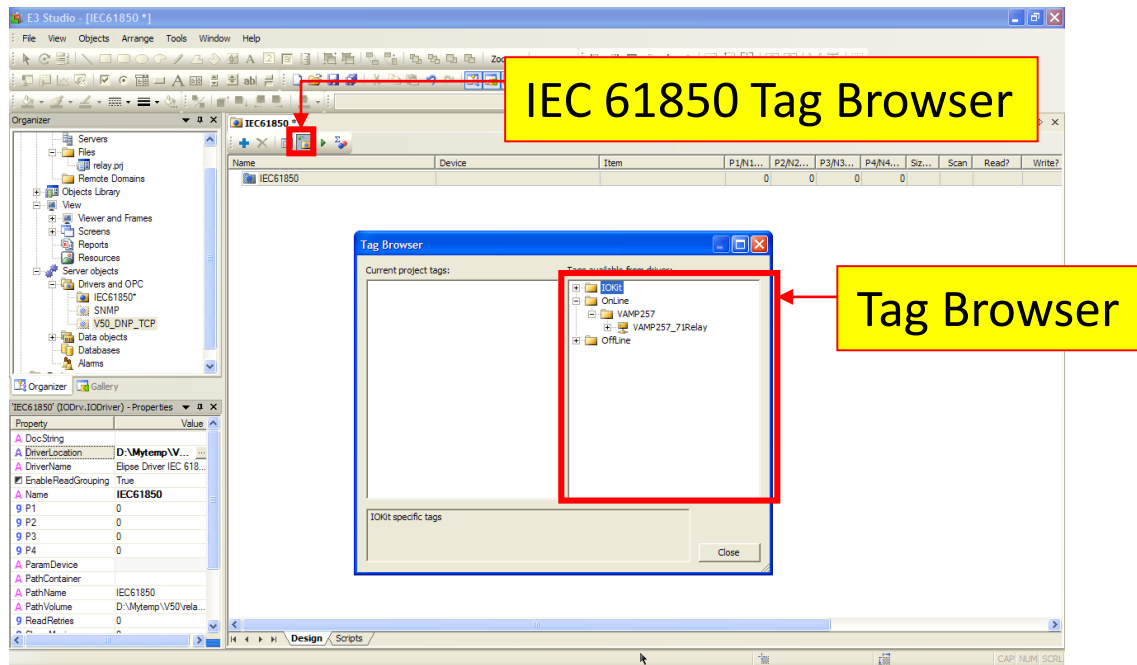 E3 Studio - [IEC61850 *]
File View Objects Arrange Tools Window Help
IEC 61850 Tag Browser
Organizer
IEC61850 *
Servers
Files
relay.prj
Remote Domains
Objects Library
View
Viewer and Frames
Screens
Reports
Resources
Server objects
Drivers and OPC
IEC61850*
SNMP
V50_DNP_TCP
Data objects
Databases
Alarms
Organizer Gallery
Name Device Item P1/N1... P2/N2... P3/N3... P4/N4... Siz... Scan Read? Write?
IEC61850 0 0 0 0
Tag Browser
Current project tags:
Tags available from driver:
IOKit
OnLine
VAMP257
VAMP257_71Relay
OffLine
IOKit specific tags
Close
Tag Browser
'IEC61850' (IODrv.IODriver) - Properties
Property Value
DocString
DriverLocation D:\Mytemp\V... ...
DriverName Elipse Driver IEC 618...
EnableReadGrouping True
Name IEC61850
P1 0
P2 0
P3 0
P4 0
ParamDevice
PathContainer
PathName IEC61850
PathVolume D:\Mytemp\V50\rela...
ReadRetries 0
Design Scripts
CAP NUM SCRL